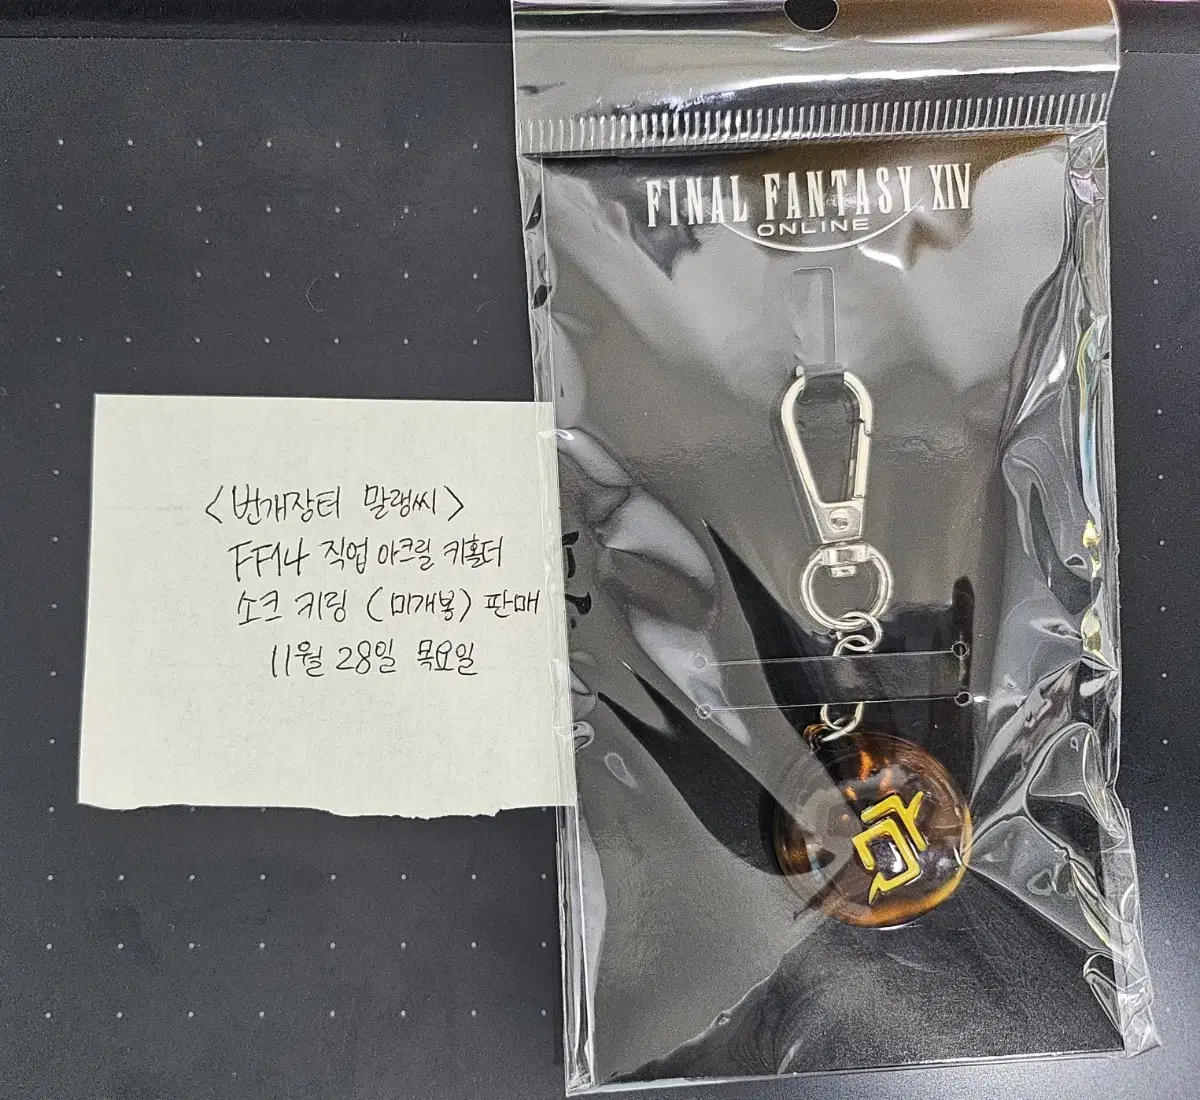 <번개장터 말랭씨>
FF14 직업 아크릴 키홀더
소크 키링 (미개봉) 판매
11월 28일 목요일
FINAL FANTASY XIV
ONLINE